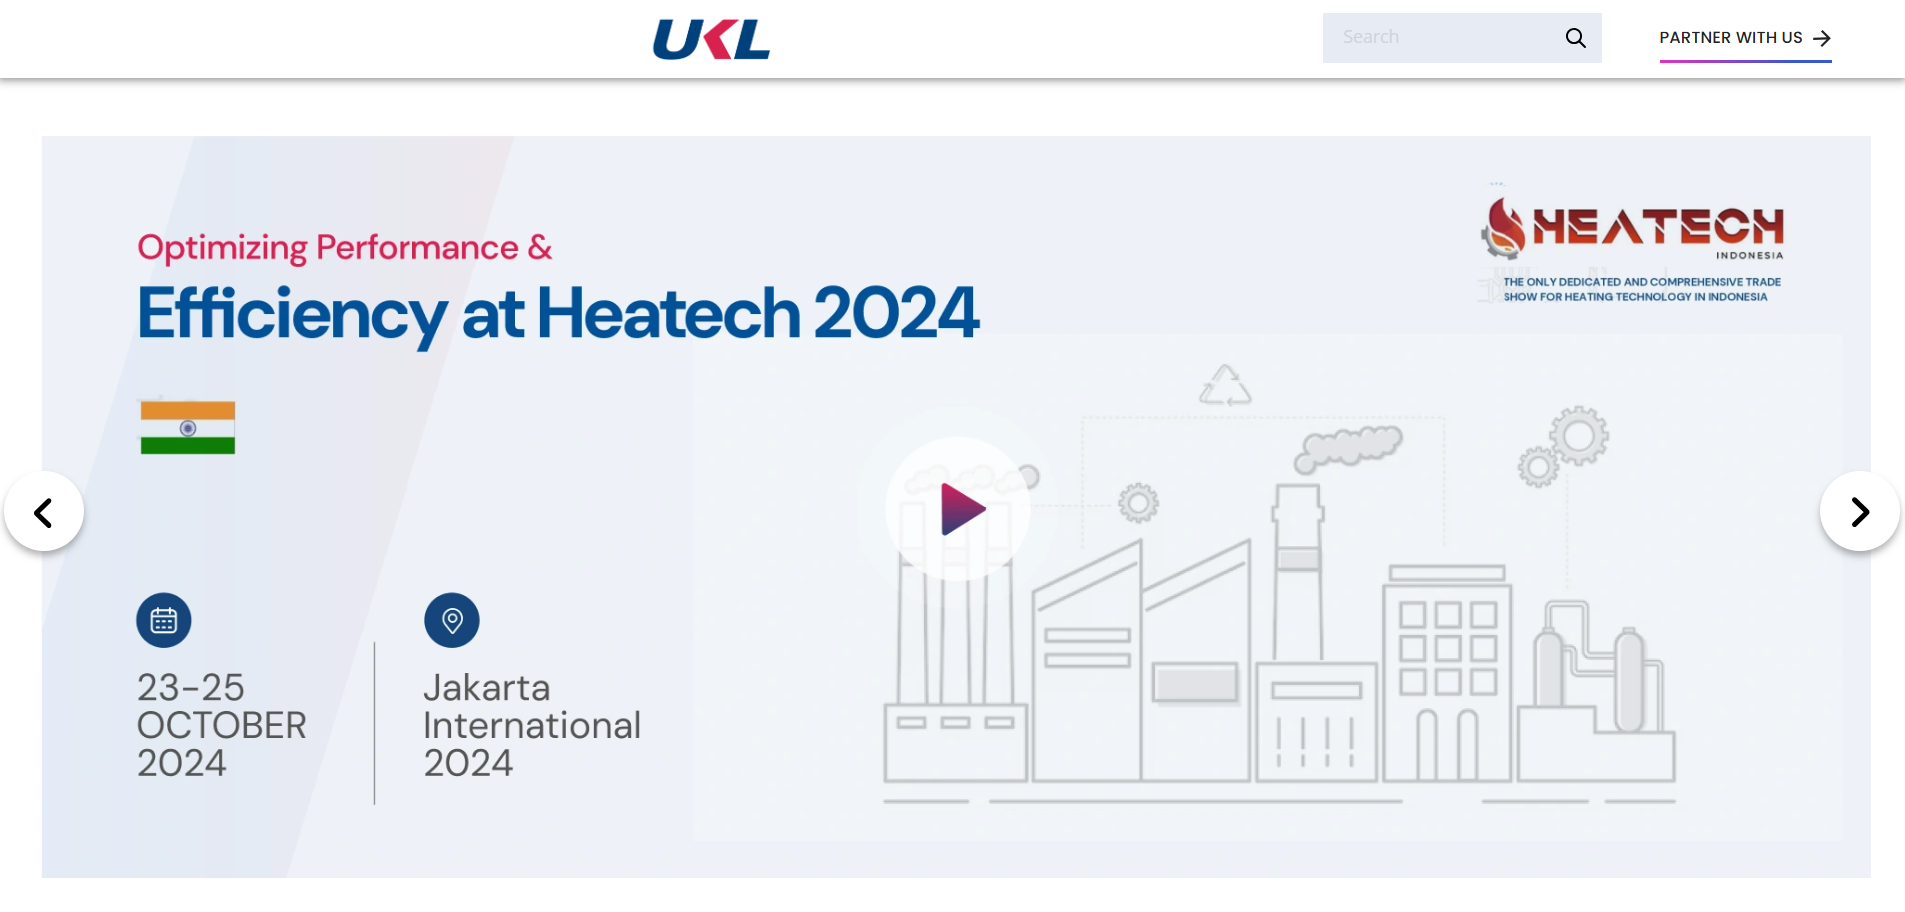 UKL
Search
PARTNER WITH US
Optimizing Performance &
Efficiency at Heatech 2024
HEATECH
INDONESIA
THE ONLY DEDICATED AND COMPREHENSIVE TRADE
SHOW FOR HEATING TECHNOLOGY IN INDONESIA
23-25
OCTOBER
2024
Jakarta
International
2024